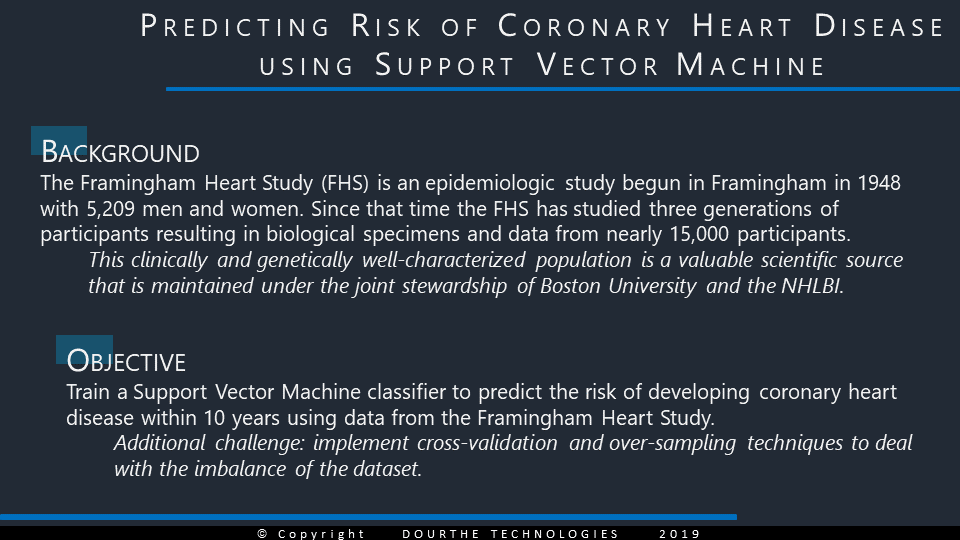 Predicting Risk of Coronary Heart Disease
using Support Vector Machine
Background
The Framingham Heart Study (FHS) is an epidemiologic study begun in Framingham in 1948
with 5,209 men and women. Since that time the FHS has studied three generations of
participants resulting in biological specimens and data from nearly 15,000 participants.
This clinically and genetically well-characterized population is a valuable scientific source
that is maintained under the joint stewardship of Boston University and the NHLBI.
Objective
Train a Support Vector Machine classifier to predict the risk of developing coronary heart
disease within 10 years using data from the Framingham Heart Study.
Additional challenge: implement cross-validation and over-sampling techniques to deal
with the imbalance of the dataset.
© Copyright DOURTHE TECHNOLOGIES 2019